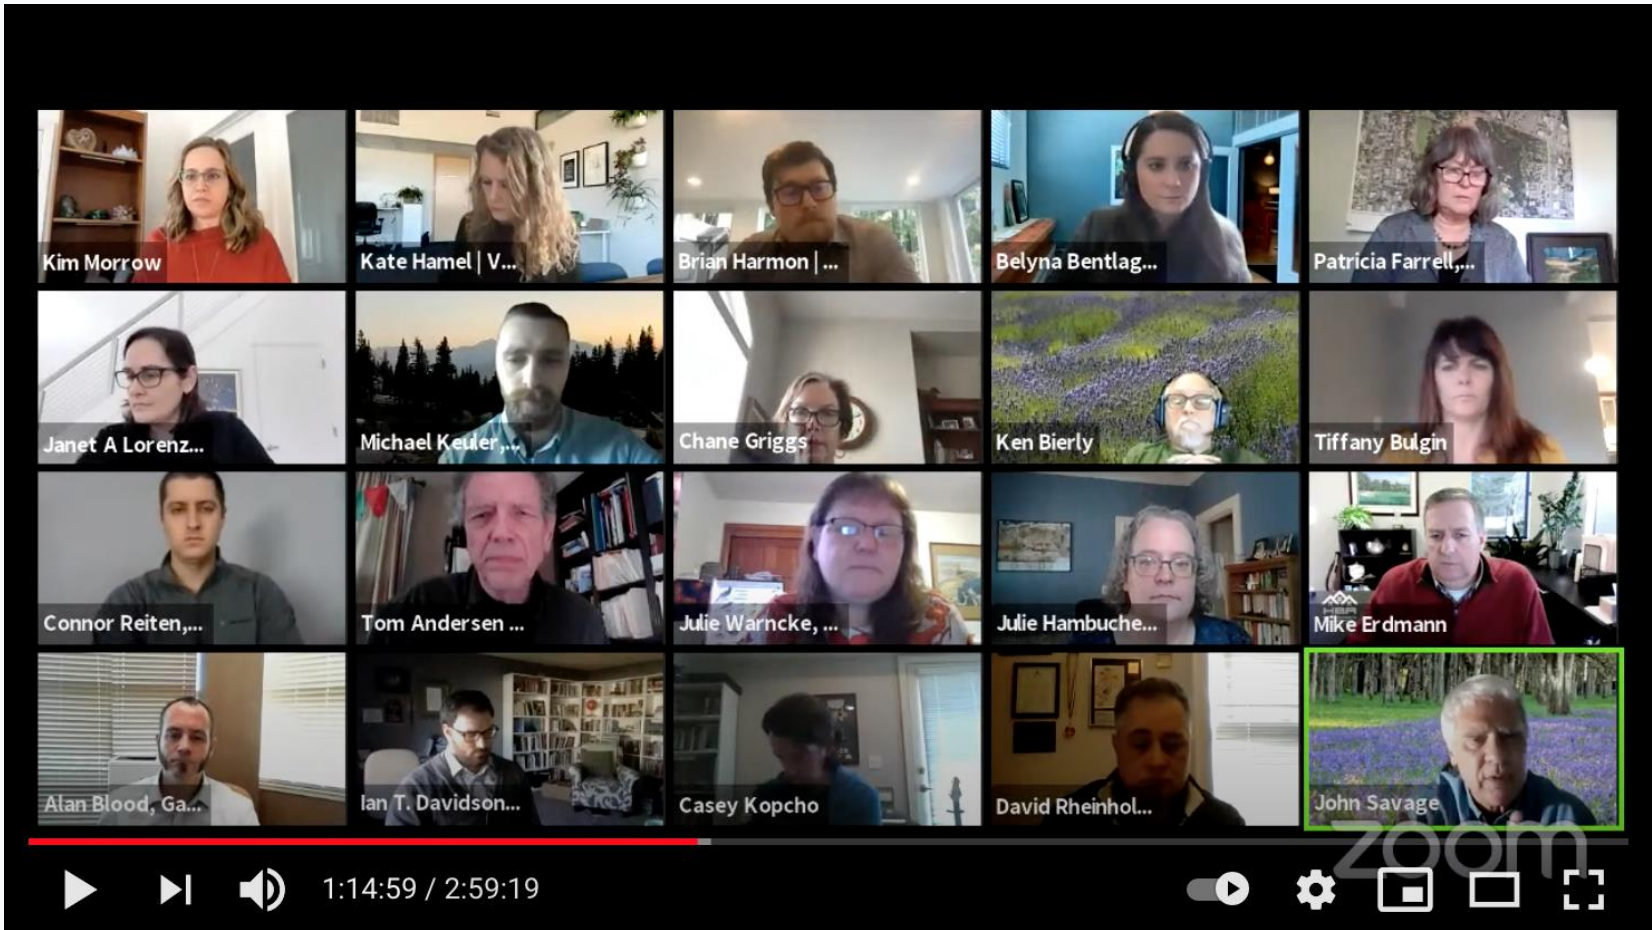 Kim Morrow
Kate Hamel | V...
Brian Harmon | ...
Belyna Bentlag...
Patricia Farrell,...
Janet A Lorenz...
Michael Keuler,...
Chane Griggs
Ken Bierly
Tiffany Bulgin
Connor Reiten,...
Tom Andersen ...
Julie Warncke, ...
Julie Hambuche...
HBA
Mike Erdmann
Alan Blood, Ga...
Ian T. Davidson...
Casey Kopcho
David Rheinhol...
John Savage
zoom
1:14:59 / 2:59:19